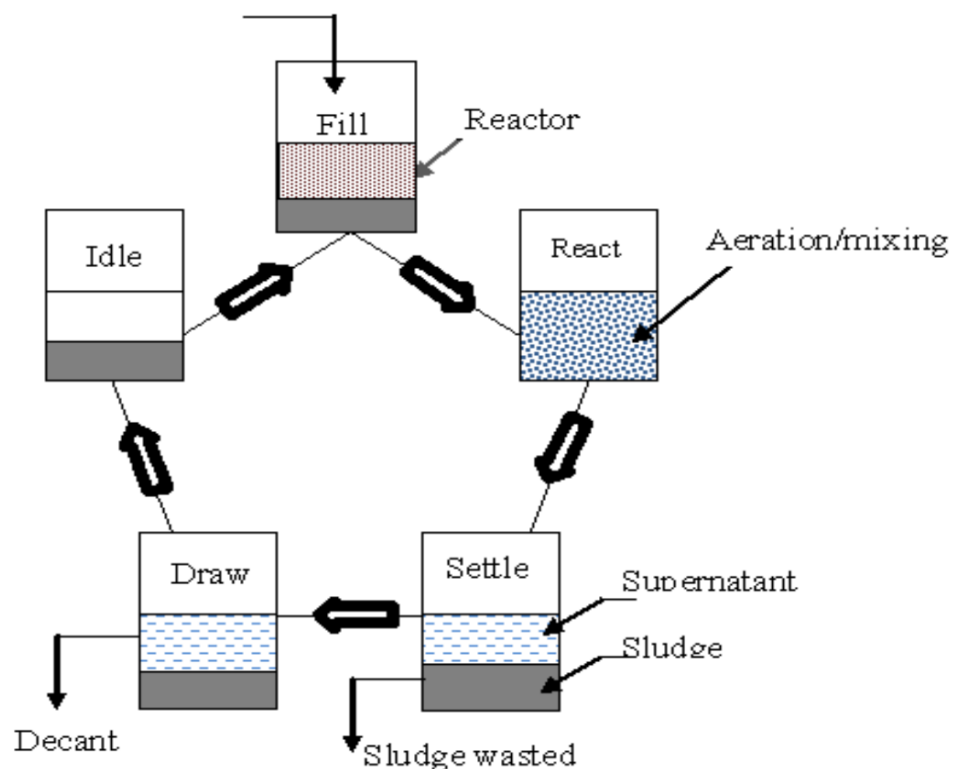 Fill
Reactor
Idle
React
Aeration/mixing
Draw
Settle
Supernatant
Sludge
Decant
Sludge wasted